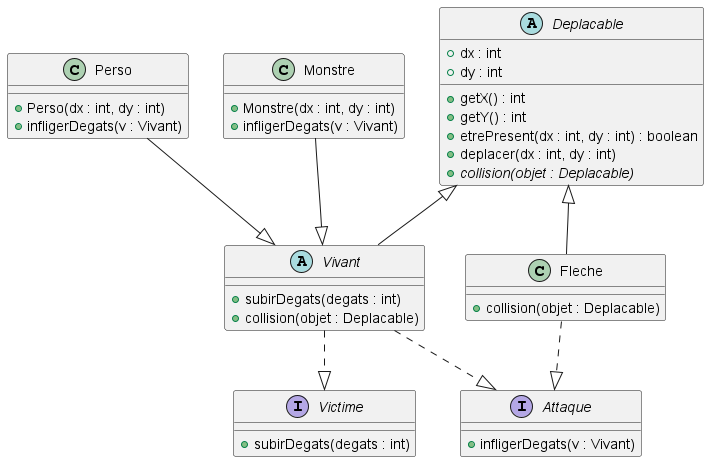 C Perso
Perso(dx : int, dy : int)
infligerDegats(v : Vivant)
C Monstre
Monstre(dx : int, dy : int)
infligerDegats(v : Vivant)
A Deplacable
dx : int
dy : int
getX() : int
getY() : int
etrePresent(dx : int, dy : int) : boolean
deplacer(dx : int, dy : int)
collision(objet : Deplacable)
A Vivant
subirDegats(degats : int)
collision(objet : Deplacable)
C Fleche
collision(objet : Deplacable)
I Victime
subirDegats(degats : int)
I Attaque
infligerDegats(v : Vivant)